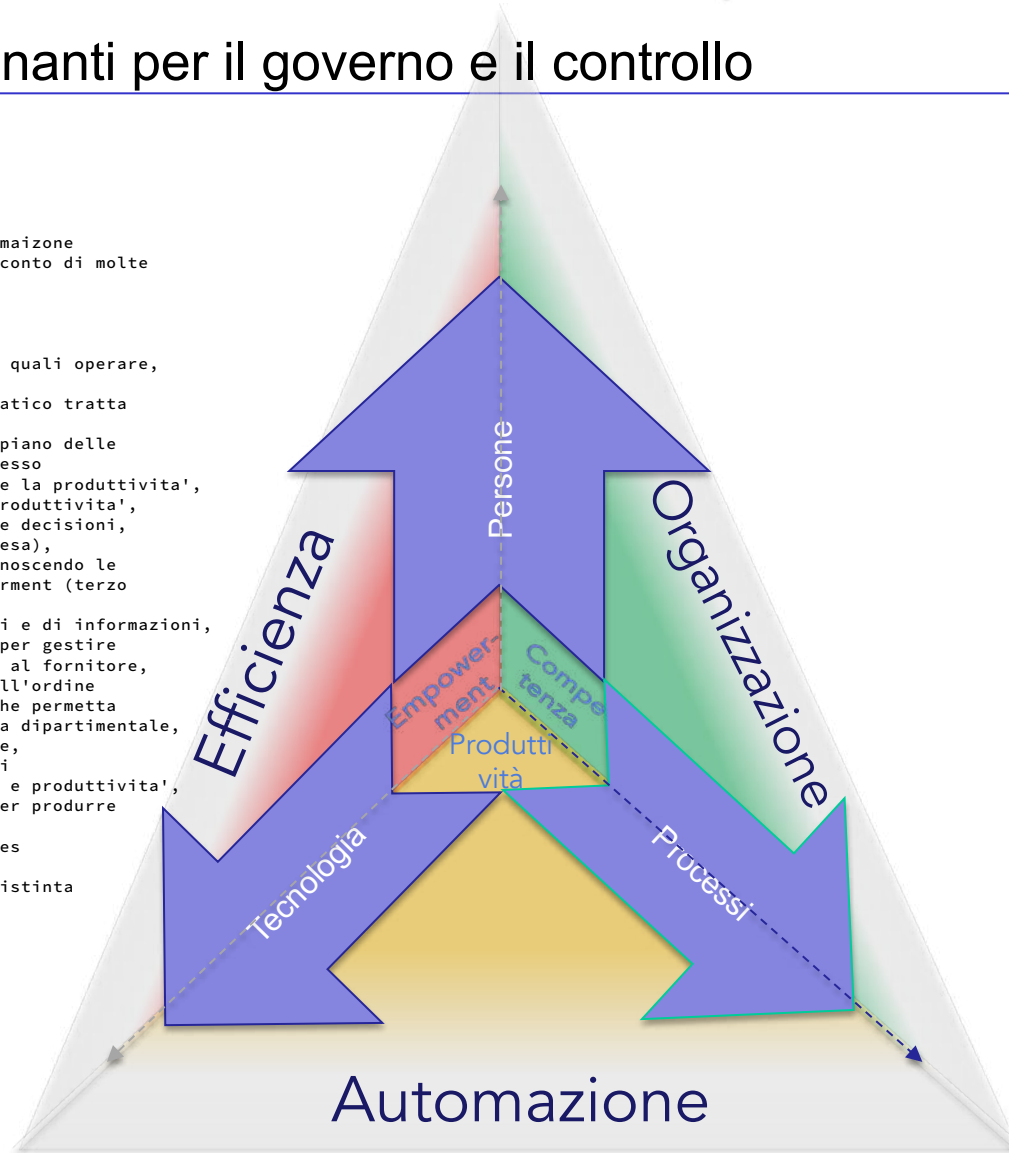 nanti per il governo e il controllo
maizone
conto di molte
quali operare,
atico tratta
piano delle
esso
e la produttivita',
roduttivita',
e decisioni,
esa),
noscendo le
rment (terzo
i e di informazioni,
per gestire
al fornitore,
ll'ordine
he permetta
a dipartimentale,
e,
i
e produttivita',
er produrre
es
istinta
Persone
Efficienza
Organizzazione
Empower-
ment
Compe
tenza
Produtti
vità
Tecnologia
Processi
Automazione